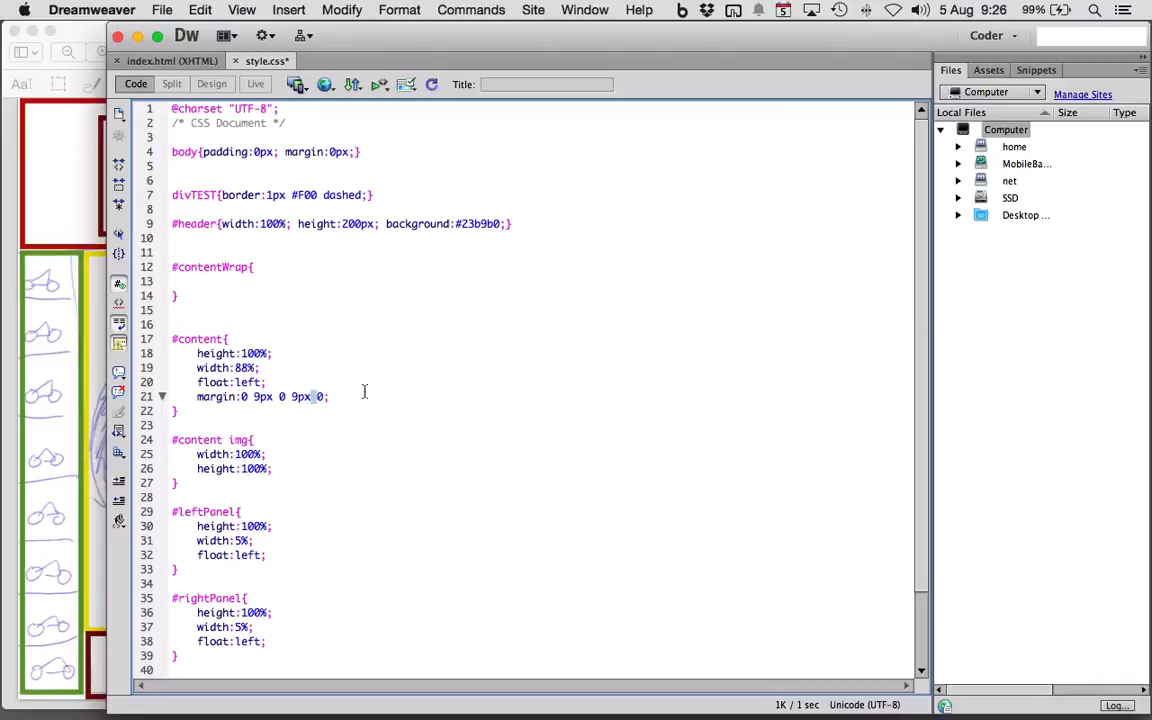 Dreamweaver File Edit View Insert Modify Format Commands Site Window Help 5 5 Aug 9:26 99%
Dw Coder
index.html (XHTML) style.css*
Files Assets Snippets
Code Split Design Live Title:
AaI
Computer Manage Sites
Local Files Size Type
Computer
home
MobileBa...
net
SSD
Desktop ...
1 @charset "UTF-8";
2 /* CSS Document */
3
4 body{padding:0px; margin:0px;}
5
6
7 divTEST{border:1px #F00 dashed;}
8
9 #header{width:100%; height:200px; background:#23b9b0;}
10
11
12 #contentWrap{
13
14 }
15
16
17 #content{
18 height:100%;
19 width:88%;
20 float:left;
21 margin:0 9px 0 9px 0;
22 }
23
24 #content img{
25 width:100%;
26 height:100%;
27 }
28
29 #leftPanel{
30 height:100%;
31 width:5%;
32 float:left;
33 }
34
35 #rightPanel{
36 height:100%;
37 width:5%;
38 float:left;
39 }
40
1K / 1 sec Unicode (UTF-8)
Log...